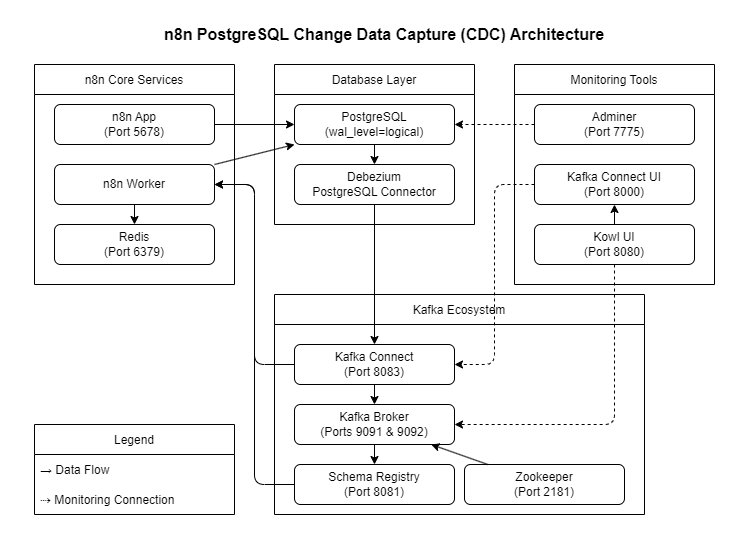 n8n PostgreSQL Change Data Capture (CDC) Architecture
n8n Core Services
n8n App
(Port 5678)
n8n Worker
Redis
(Port 6379)
Database Layer
PostgreSQL
(wal_level=logical)
Debezium
PostgreSQL Connector
Monitoring Tools
Adminer
(Port 7775)
Kafka Connect UI
(Port 8000)
Kowl UI
(Port 8080)
Kafka Ecosystem
Kafka Connect
(Port 8083)
Kafka Broker
(Ports 9091 & 9092)
Schema Registry
(Port 8081)
Zookeeper
(Port 2181)
Legend
→ Data Flow
⇢ Monitoring Connection